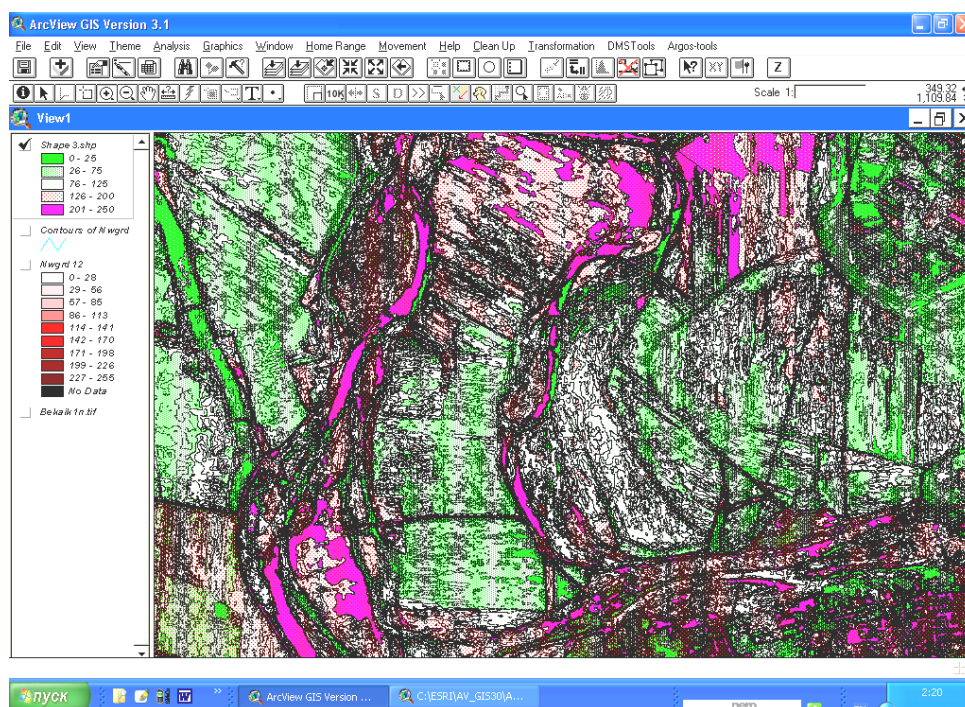 ArcView GIS Version 3.1
File Edit View Theme Analysis Graphics Window Home Range Movement Help Clean Up Transformation DMSTools Argos-tools
Z
10K S D
Scale 1:
349.32
1,109.84
View1
Shape 3.shp
0 - 25
26 - 75
76 - 125
126 - 200
201 - 250
Contours of Nwgrd
Nwgrd 12
0 - 28
29 - 56
57 - 85
86 - 113
114 - 141
142 - 170
171 - 198
199 - 226
227 - 255
No Data
Bekaik1n.tif
пуск
ArcView GIS Version ...
C:\ESRI\AV_GIS30\A...
2:20